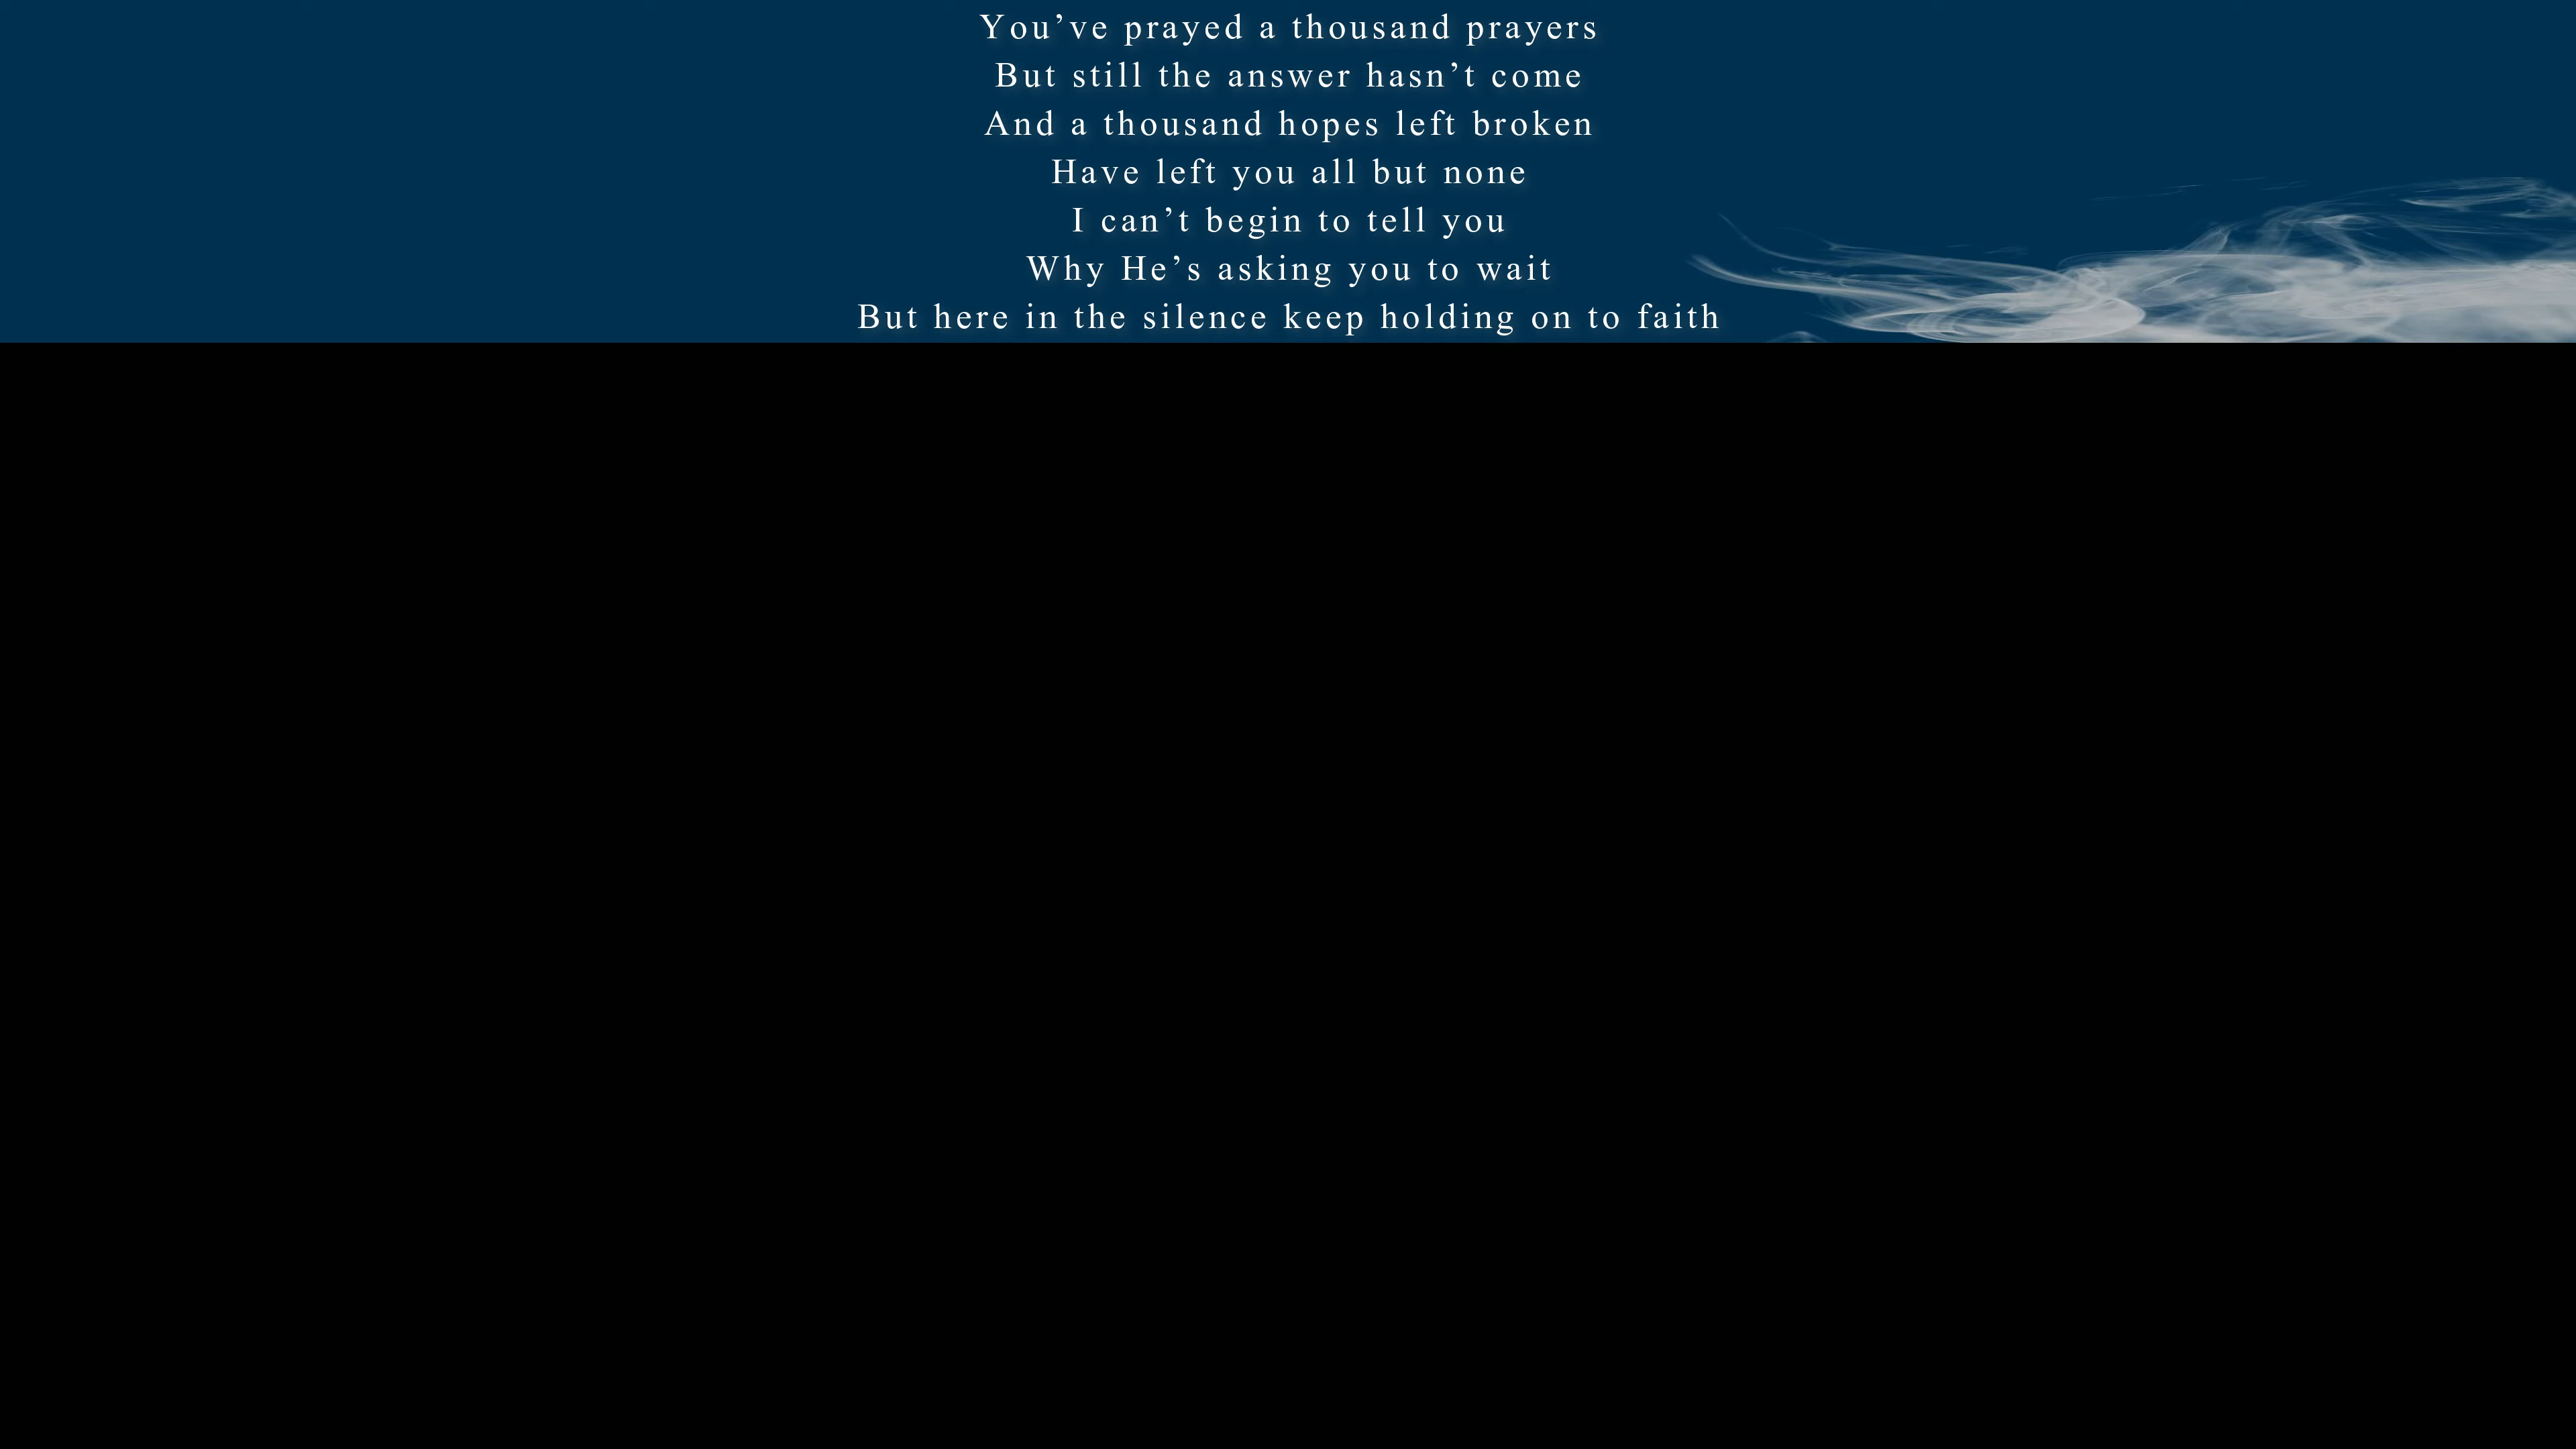 You’ve prayed a thousand prayers
But still the answer hasn’t come
And a thousand hopes left broken
Have left you all but none
I can’t begin to tell you
Why He’s asking you to wait
But here in the silence keep holding on to faith